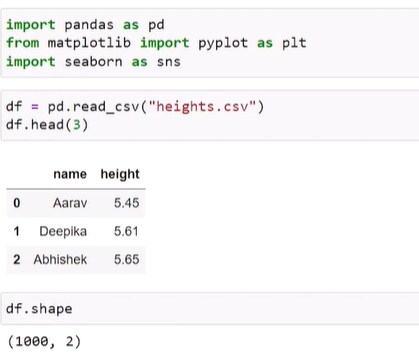 import pandas as pd
from matplotlib import pyplot as plt
import seaborn as sns
df = pd.read_csv("heights.csv")
df.head(3)
name height
0 Aarav 5.45
1 Deepika 5.61
2 Abhishek 5.65
df.shape
(1000, 2)